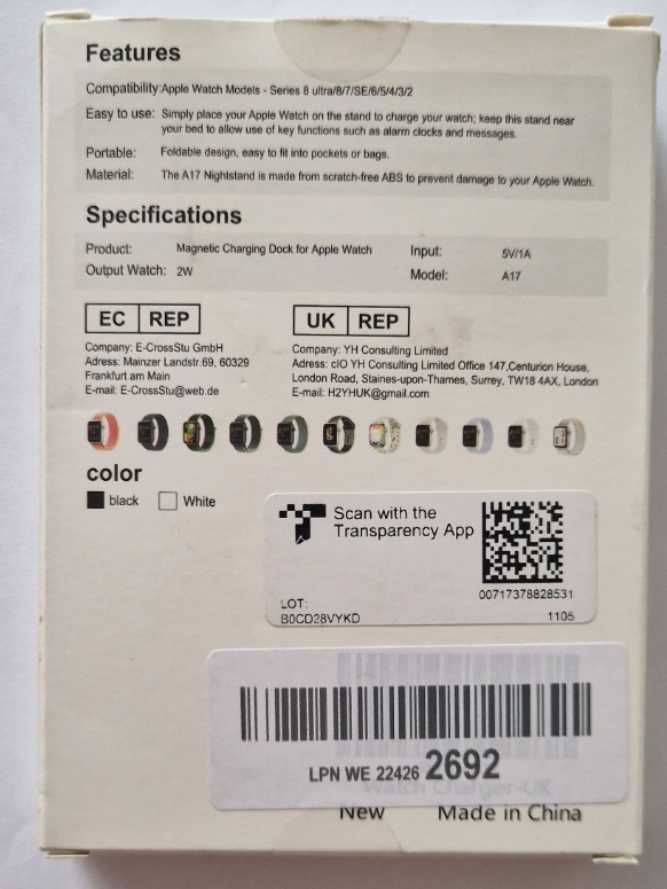 Features
Compatibility: Apple Watch Models - Series 8 ultra/8/7/SE/6/5/4/3/2
Easy to use: Simply place your Apple Watch on the stand to charge your watch; keep this stand near
your bed to allow use of key functions such as alarm clocks and messages.
Portable: Foldable design, easy to fit into pockets or bags.
Material: The A17 Nightstand is made from scratch-free ABS to prevent damage to your Apple Watch.
Specifications
Product: Magnetic Charging Dock for Apple Watch Input: 5V/1A
Output Watch: 2W Model: A17
EC REP
UK REP
Company: E-CrossStu GmbH
Adress: Mainzer Landstr.69, 60329
Frankfurt am Main
E-mail: E-CrossStu@web.de
Company: YH Consulting Limited
Adress: cIO YH Consulting Limited Office 147,Centurion House,
London Road, Staines-upon-Thames, Surrey, TW18 4AX, London
E-mail: H2YHUK@gmail.com
color
black White
Scan with the
Transparency App
00717378828531
LOT:
B0CD28VYKD 1105
LPN WE 22426 2692
Watch Charger-UK
New Made in China